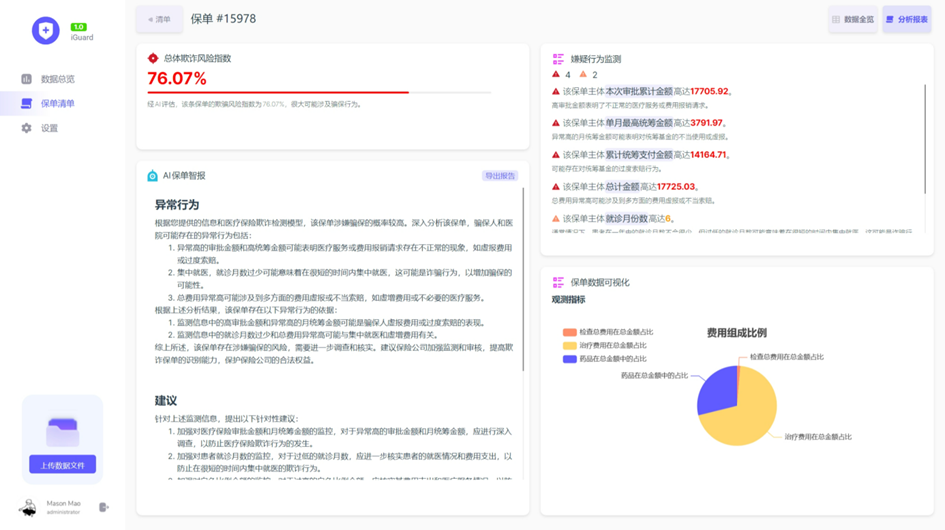 1.0
iGuard
数据总览
保单清单
设置
上传数据文件
Mason Mao
administrator
« 清单
保单 #15978
数据全览
分析报表
总体欺诈风险指数
76.07%
经AI评估，该条保单的欺骗风险指数为76.07%，很大可能涉及骗保行为。
AI保单智报
导出报告
异常行为
根据您提供的信息和医疗保险欺诈检测模型，该保单涉嫌骗保的概率较高。深入分析该保单，骗保人和医
院可能存在的异常行为包括：
1. 异常高的审批金额和高统筹金额可能表明医疗服务或费用报销请求存在不正常的现象，如虚报费用
或过度索赔。
2. 集中就医，就诊月数过少可能意味着在很短的时间内集中就医，这可能是诈骗行为，以增加骗保的
可能性。
3. 总费用异常高可能涉及到多方面的费用虚报或不当索赔，如虚增费用或不必要的医疗服务。
根据上述分析结果，该保单存在以下异常行为的依据：
1. 监测信息中的高审批金额和异常高的月统筹金额可能是骗保人虚报费用或过度索赔的表现。
2. 监测信息中的就诊月数过少和总费用异常高可能与集中就医和虚增费用有关。
综上所述，该保单存在涉嫌骗保的风险，需要进一步调查和核实。建议保险公司加强监测和审核，提高欺
诈保单的识别能力，保护保险公司的合法权益。
建议
针对上述监测信息，提出以下针对性建议：
1. 加强对医疗保险审批金额和月统筹金额的监控，对于异常高的审批金额和月统筹金额，应进行深入
调查，以防止医疗保险欺诈行为的发生。
2. 加强对患者就诊月数的监控，对于过低的就诊月数，应进一步核实患者的就医情况和费用支出，以
防止在很短的时间内集中就医的欺诈行为。
嫌疑行为监测
4 2
该保单主体本次审批累计金额高达17705.92。
高审批金额表明了不正常的医疗服务或费用报销请求。
该保单主体单月最高统筹金额高达3791.97。
异常高的月统筹金额可能表明对统筹基金的不当使用或虚报。
该保单主体累计统筹支付金额高达14164.71。
可能存在对统筹基金的过度索赔行为。
该保单主体总计金额高达17725.03。
总费用异常高可能涉及到多方面的费用虚报或不当索赔。
该保单主体就诊月份数高达6。
保单数据可视化
观测指标
检查总费用在总金额占比
治疗费用在总金额占比
药品在总金额中的占比
费用组成比例
检查总费用在总金额占比
药品在总金额中的占比
治疗费用在总金额占比